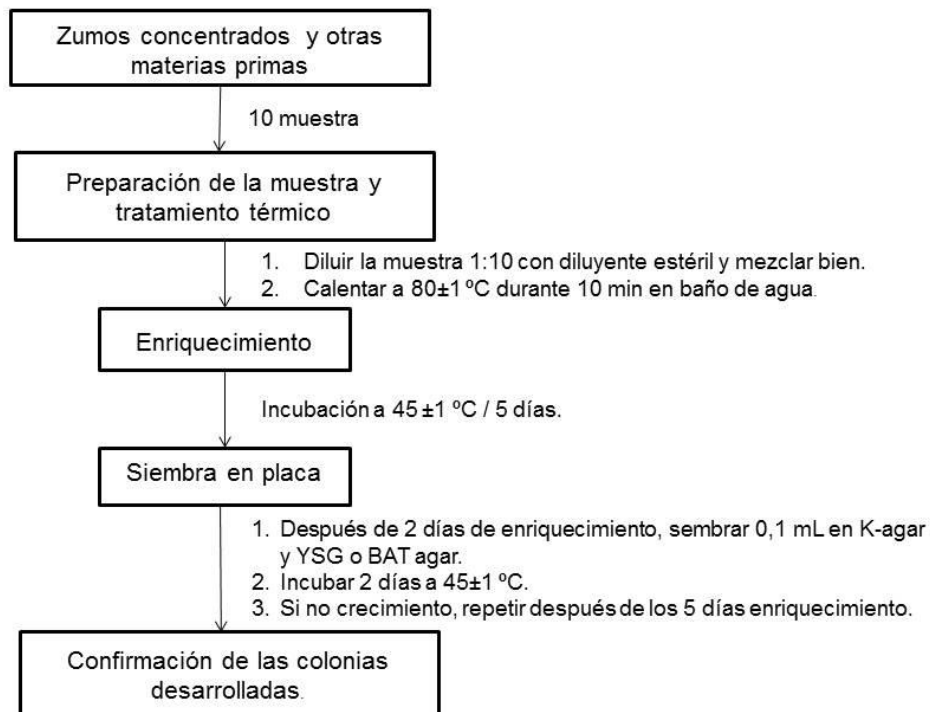 Zumos concentrados y otras
materias primas
10 muestra
Preparación de la muestra y
tratamiento térmico
1. Diluir la muestra 1:10 con diluyente estéril y mezclar bien.
2. Calentar a 80±1 ºC durante 10 min en baño de agua.
Enriquecimiento
Incubación a 45±1 ºC / 5 días.
Siembra en placa
1. Después de 2 días de enriquecimiento, sembrar 0,1 mL en K-agar
y YSG o BAT agar.
2. Incubar 2 días a 45±1 ºC.
3. Si no crecimiento, repetir después de los 5 días enriquecimiento.
Confirmación de las colonias
desarrolladas.